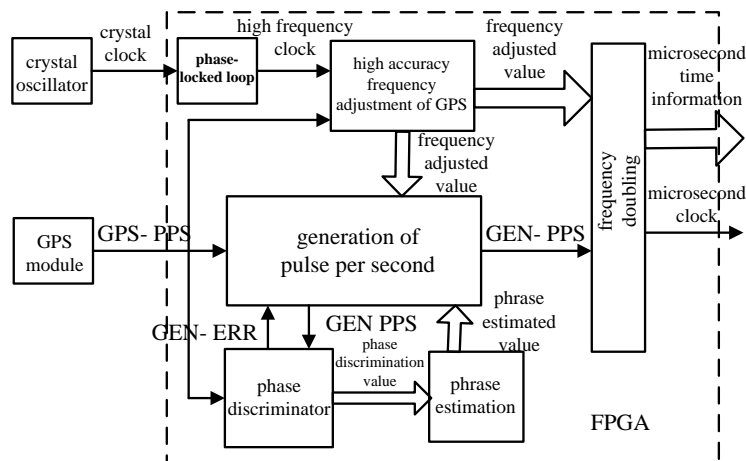 crystal
clock
high frequency
clock
frequency
adjusted
value
microsecond
time
information
crystal
oscillator
phase-
locked loop
high accuracy
frequency
adjustment of GPS
frequency
adjusted
value
frequency
doubling
microsecond
clock
GPS
module
GPS- PPS
generation of
pulse per second
GEN- PPS
GEN- ERR
GEN PPS
phrase
estimated
value
phase
discriminator
phase
discrimination
value
phrase
estimation
FPGA